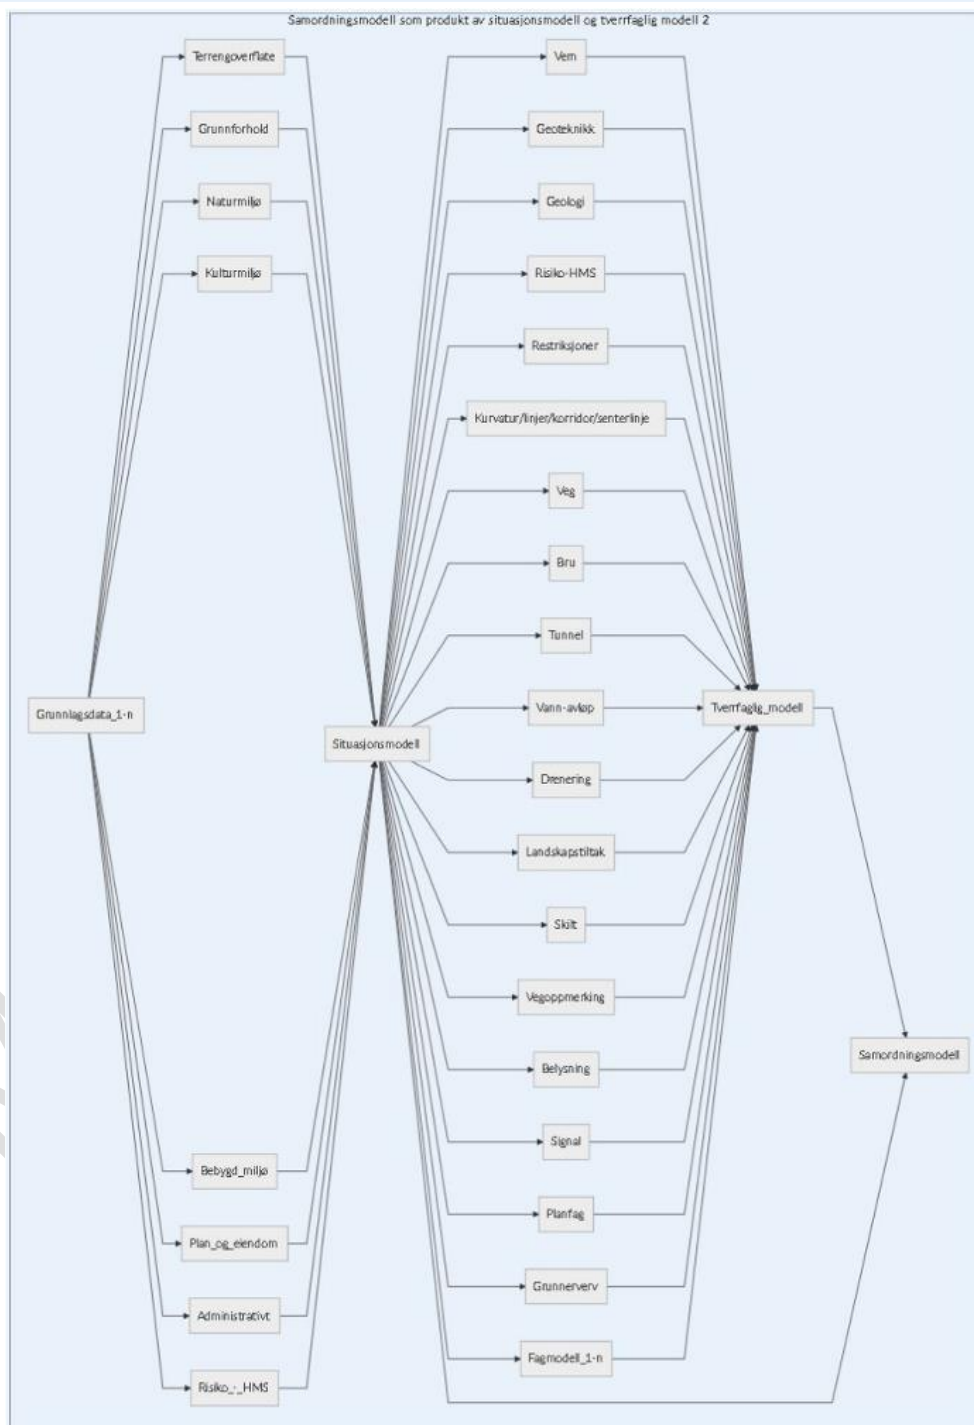 Samordningsmodell som produkt av situasjonsmodell og tverrfaglig modell 2
Terrengoverflate
Grunnforhold
Naturmiljø
Kulturmiljø
Grunnlagsdata_1-n
Bebygd_miljø
Plan_og_eiendom
Administrativt
Risiko_-_HMS
Situasjonsmodell
Vern
Geoteknikk
Geologi
Risiko-HMS
Restriksjoner
Kurvatur/linjer/korridor/senterlinje
Veg
Bru
Tunnel
Vann-avløp
Drenering
Landskapstiltak
Skilt
Vegoppmerking
Belysning
Signal
Planfag
Grunnerverv
Fagmodell_1-n
Tverrfaglig_modell
Samordningsmodell